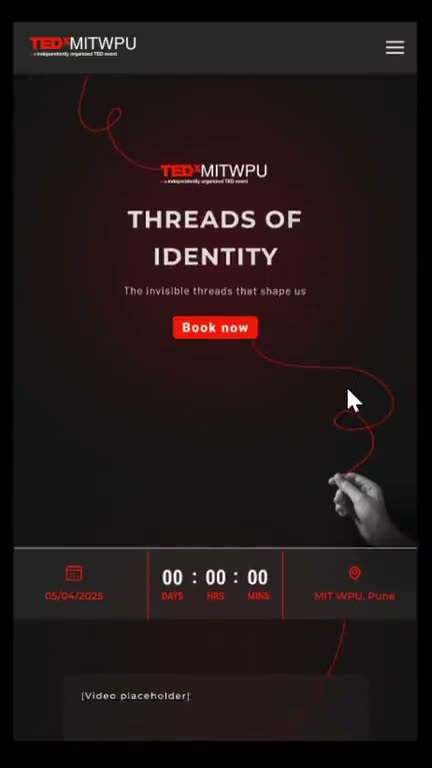 TEDxMITWPU
x independently organized TED event
TEDxMITWPU
x independently organized TED event
THREADS OF
IDENTITY
The invisible threads that shape us
Book now
05/04/2025
00 : 00 : 00
DAYS HRS MINS
MIT WPU, Pune
[Video placeholder]